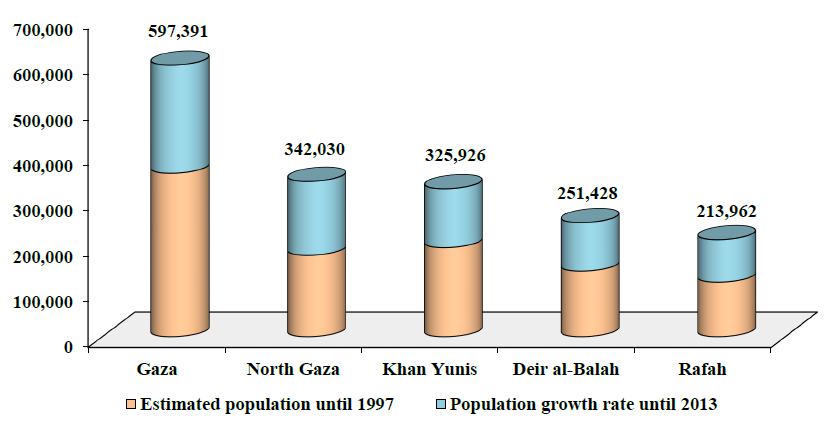 700,000
600,000
500,000
400,000
300,000
200,000
100,000
0
597,391
342,030
325,926
251,428
213,962
Gaza
North Gaza
Khan Yunis
Deir al-Balah
Rafah
Estimated population until 1997
Population growth rate until 2013